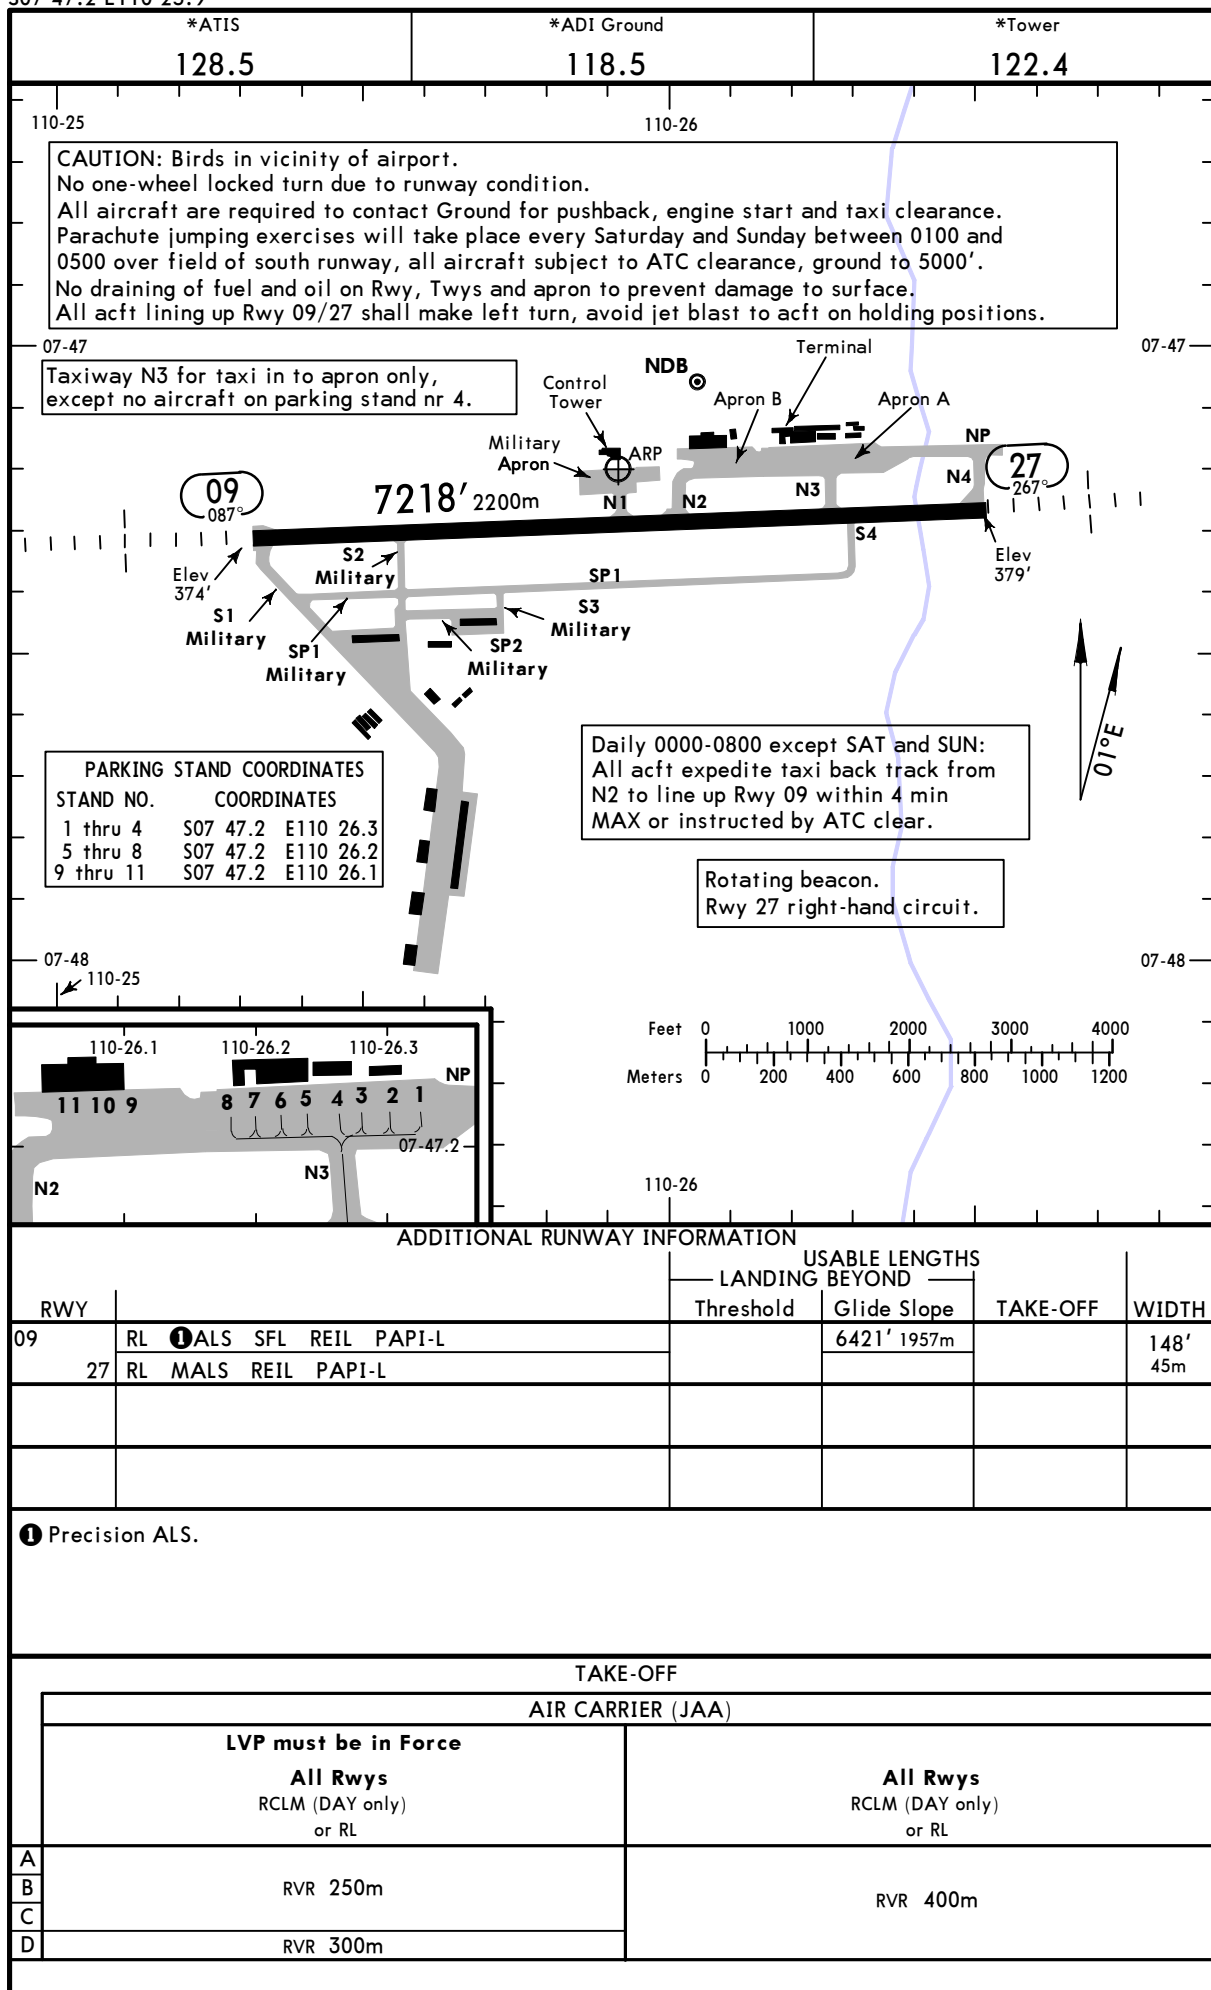 S07 47.2 E110 25.9
*ATIS
128.5
*ADI Ground
118.5
*Tower
122.4
110-25
110-26
CAUTION: Birds in vicinity of airport.
No one-wheel locked turn due to runway condition.
All aircraft are required to contact Ground for pushback, engine start and taxi clearance.
Parachute jumping exercises will take place every Saturday and Sunday between 0100 and
0500 over field of south runway, all aircraft subject to ATC clearance, ground to 5000'.
No draining of fuel and oil on Rwy, Twys and apron to prevent damage to surface.
All acft lining up Rwy 09/27 shall make left turn, avoid jet blast to acft on holding positions.
07-47
07-47
Taxiway N3 for taxi in to apron only,
except no aircraft on parking stand nr 4.
Control
Tower
NDB
Terminal
Apron B
Apron A
Military
Apron
ARP
NP
09
087°
7218' 2200m
N1
N2
N3
N4
27
267°
Elev
374'
S2
Military
SP1
S4
Elev
379'
S1
Military
SP1
Military
SP2
Military
S3
Military
01°E
PARKING STAND COORDINATES
STAND NO. COORDINATES
1 thru 4 S07 47.2 E110 26.3
5 thru 8 S07 47.2 E110 26.2
9 thru 11 S07 47.2 E110 26.1
Daily 0000-0800 except SAT and SUN:
All acft expedite taxi back track from
N2 to line up Rwy 09 within 4 min
MAX or instructed by ATC clear.
Rotating beacon.
Rwy 27 right-hand circuit.
07-48
07-48
110-25
110-26.1
110-26.2
110-26.3
NP
11 10 9
8 7 6 5 4 3 2 1
07-47.2
N2
N3
Feet 0 1000 2000 3000 4000
Meters 0 200 400 600 800 1000 1200
110-26
ADDITIONAL RUNWAY INFORMATION
USABLE LENGTHS
LANDING BEYOND
RWY
Threshold
Glide Slope
TAKE-OFF
WIDTH
09 RL ❶ALS SFL REIL PAPI-L 6421' 1957m
27 RL MALS REIL PAPI-L
148'
45m
❶ Precision ALS.
TAKE-OFF
AIR CARRIER (JAA)
LVP must be in Force
All Rwys
RCLM (DAY only)
or RL
All Rwys
RCLM (DAY only)
or RL
A
B
C
D
RVR 250m
RVR 300m
RVR 400m